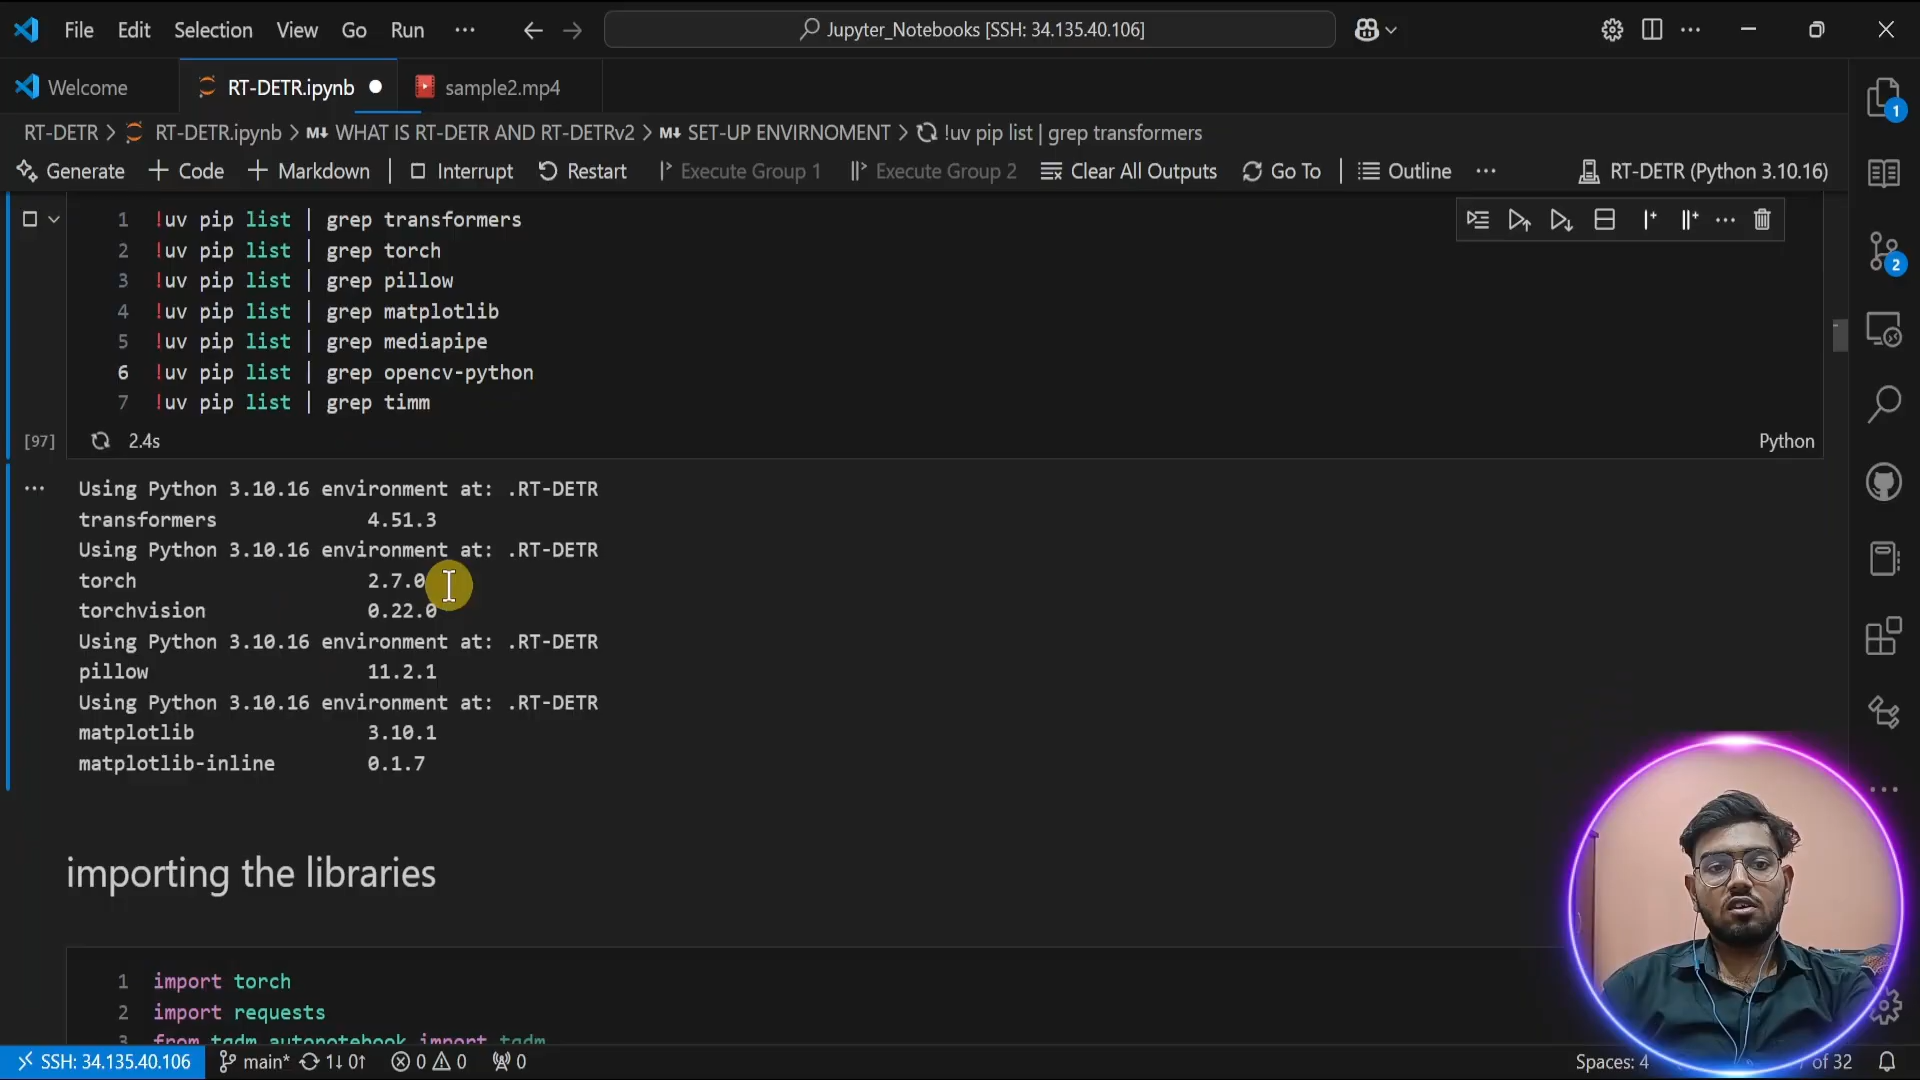 File Edit Selection View Go Run ··· Jupyter_Notebooks [SSH: 34.135.40.106]
Welcome RT-DETR.ipynb sample2.mp4
RT-DETR > RT-DETR.ipynb > M↓ WHAT IS RT-DETR AND RT-DETRv2 > M↓ SET-UP ENVIRNOMENT > !uv pip list | grep transformers
Generate + Code + Markdown | Interrupt Restart Execute Group 1 Execute Group 2 Clear All Outputs Go To | Outline ··· RT-DETR (Python 3.10.16)
1 !uv pip list | grep transformers
2 !uv pip list | grep torch
3 !uv pip list | grep pillow
4 !uv pip list | grep matplotlib
5 !uv pip list | grep mediapipe
6 !uv pip list | grep opencv-python
7 !uv pip list | grep timm
[97] 2.4s Python
Using Python 3.10.16 environment at: .RT-DETR
transformers 4.51.3
Using Python 3.10.16 environment at: .RT-DETR
torch 2.7.0
torchvision 0.22.0
Using Python 3.10.16 environment at: .RT-DETR
pillow 11.2.1
Using Python 3.10.16 environment at: .RT-DETR
matplotlib 3.10.1
matplotlib-inline 0.1.7
importing the libraries
1 import torch
2 import requests
3 from tqdm.autonotebook import tqdm
SSH: 34.135.40.106 main* 1↓ 0↑ 0 0 0 Spaces: 4 of 32
1
2